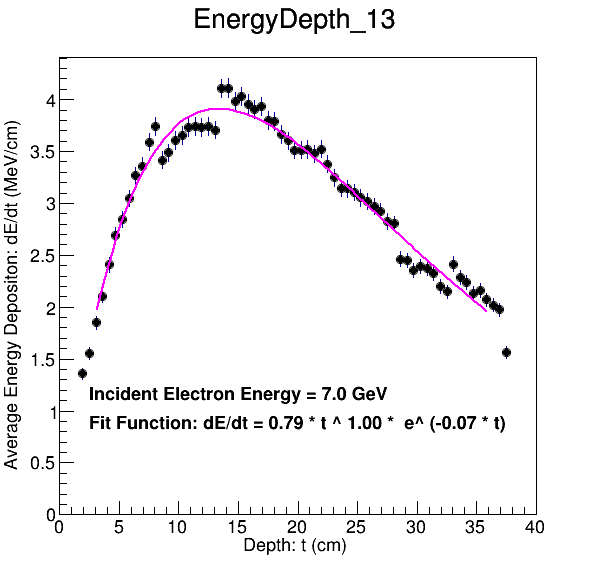 EnergyDepth_13
Average Energy Depositon: dE/dt (MeV/cm)
4
3.5
3
2.5
2
1.5
1
0.5
0
Incident Electron Energy = 7.0 GeV
Fit Function: dE/dt = 0.79 * t ^ 1.00 * e^ (-0.07 * t)
0 5 10 15 20 25 30 35 40
Depth: t (cm)